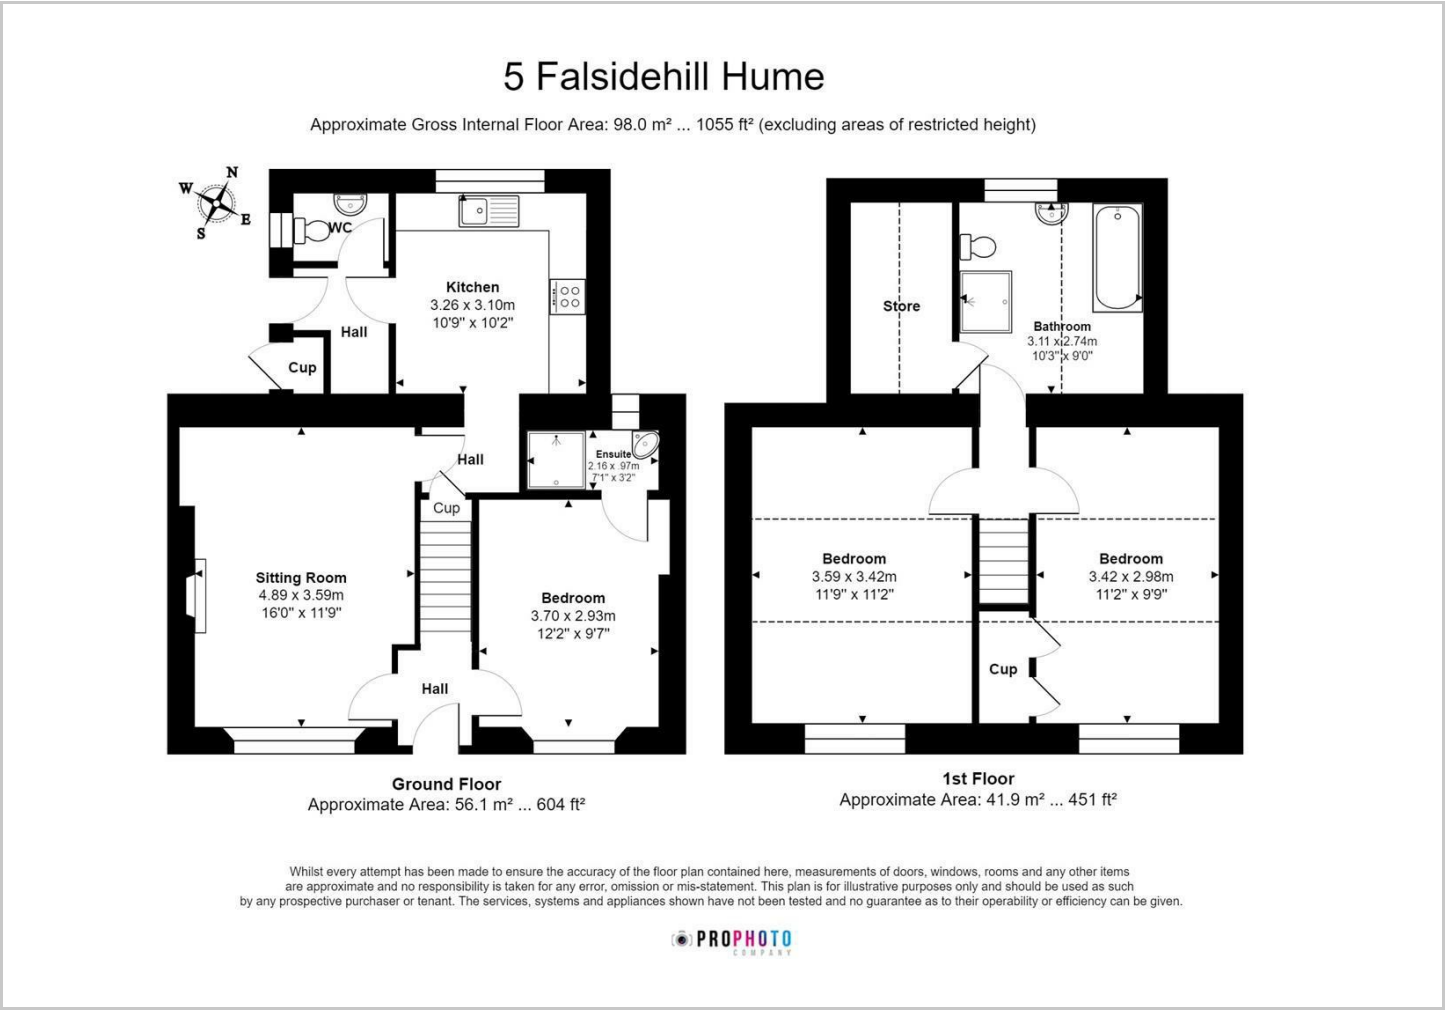 5 Falsidehill Hume
Approximate Gross Internal Floor Area: 98.0 m² ... 1055 ft² (excluding areas of restricted height)
N
W
E
S
WC
Kitchen
3.26 x 3.10m
10'9" x 10'2"
Hall
Cup
Hall
Ensuite
2.16 x .97m
7'1" x 3'2"
Cup
Sitting Room
4.89 x 3.59m
16'0" x 11'9"
Bedroom
3.70 x 2.93m
12'2" x 9'7"
Hall
Ground Floor
Approximate Area: 56.1 m² ... 604 ft²
Store
Bathroom
3.11 x 2.74m
10'3" x 9'0"
Bedroom
3.59 x 3.42m
11'9" x 11'2"
Bedroom
3.42 x 2.98m
11'2" x 9'9"
Cup
1st Floor
Approximate Area: 41.9 m² ... 451 ft²
Whilst every attempt has been made to ensure the accuracy of the floor plan contained here, measurements of doors, windows, rooms and any other items
are approximate and no responsibility is taken for any error, omission or mis-statement. This plan is for illustrative purposes only and should be used as such
by any prospective purchaser or tenant. The services, systems and appliances shown have not been tested and no guarantee as to their operability or efficiency can be given.
PROPHOTO
COMPANY